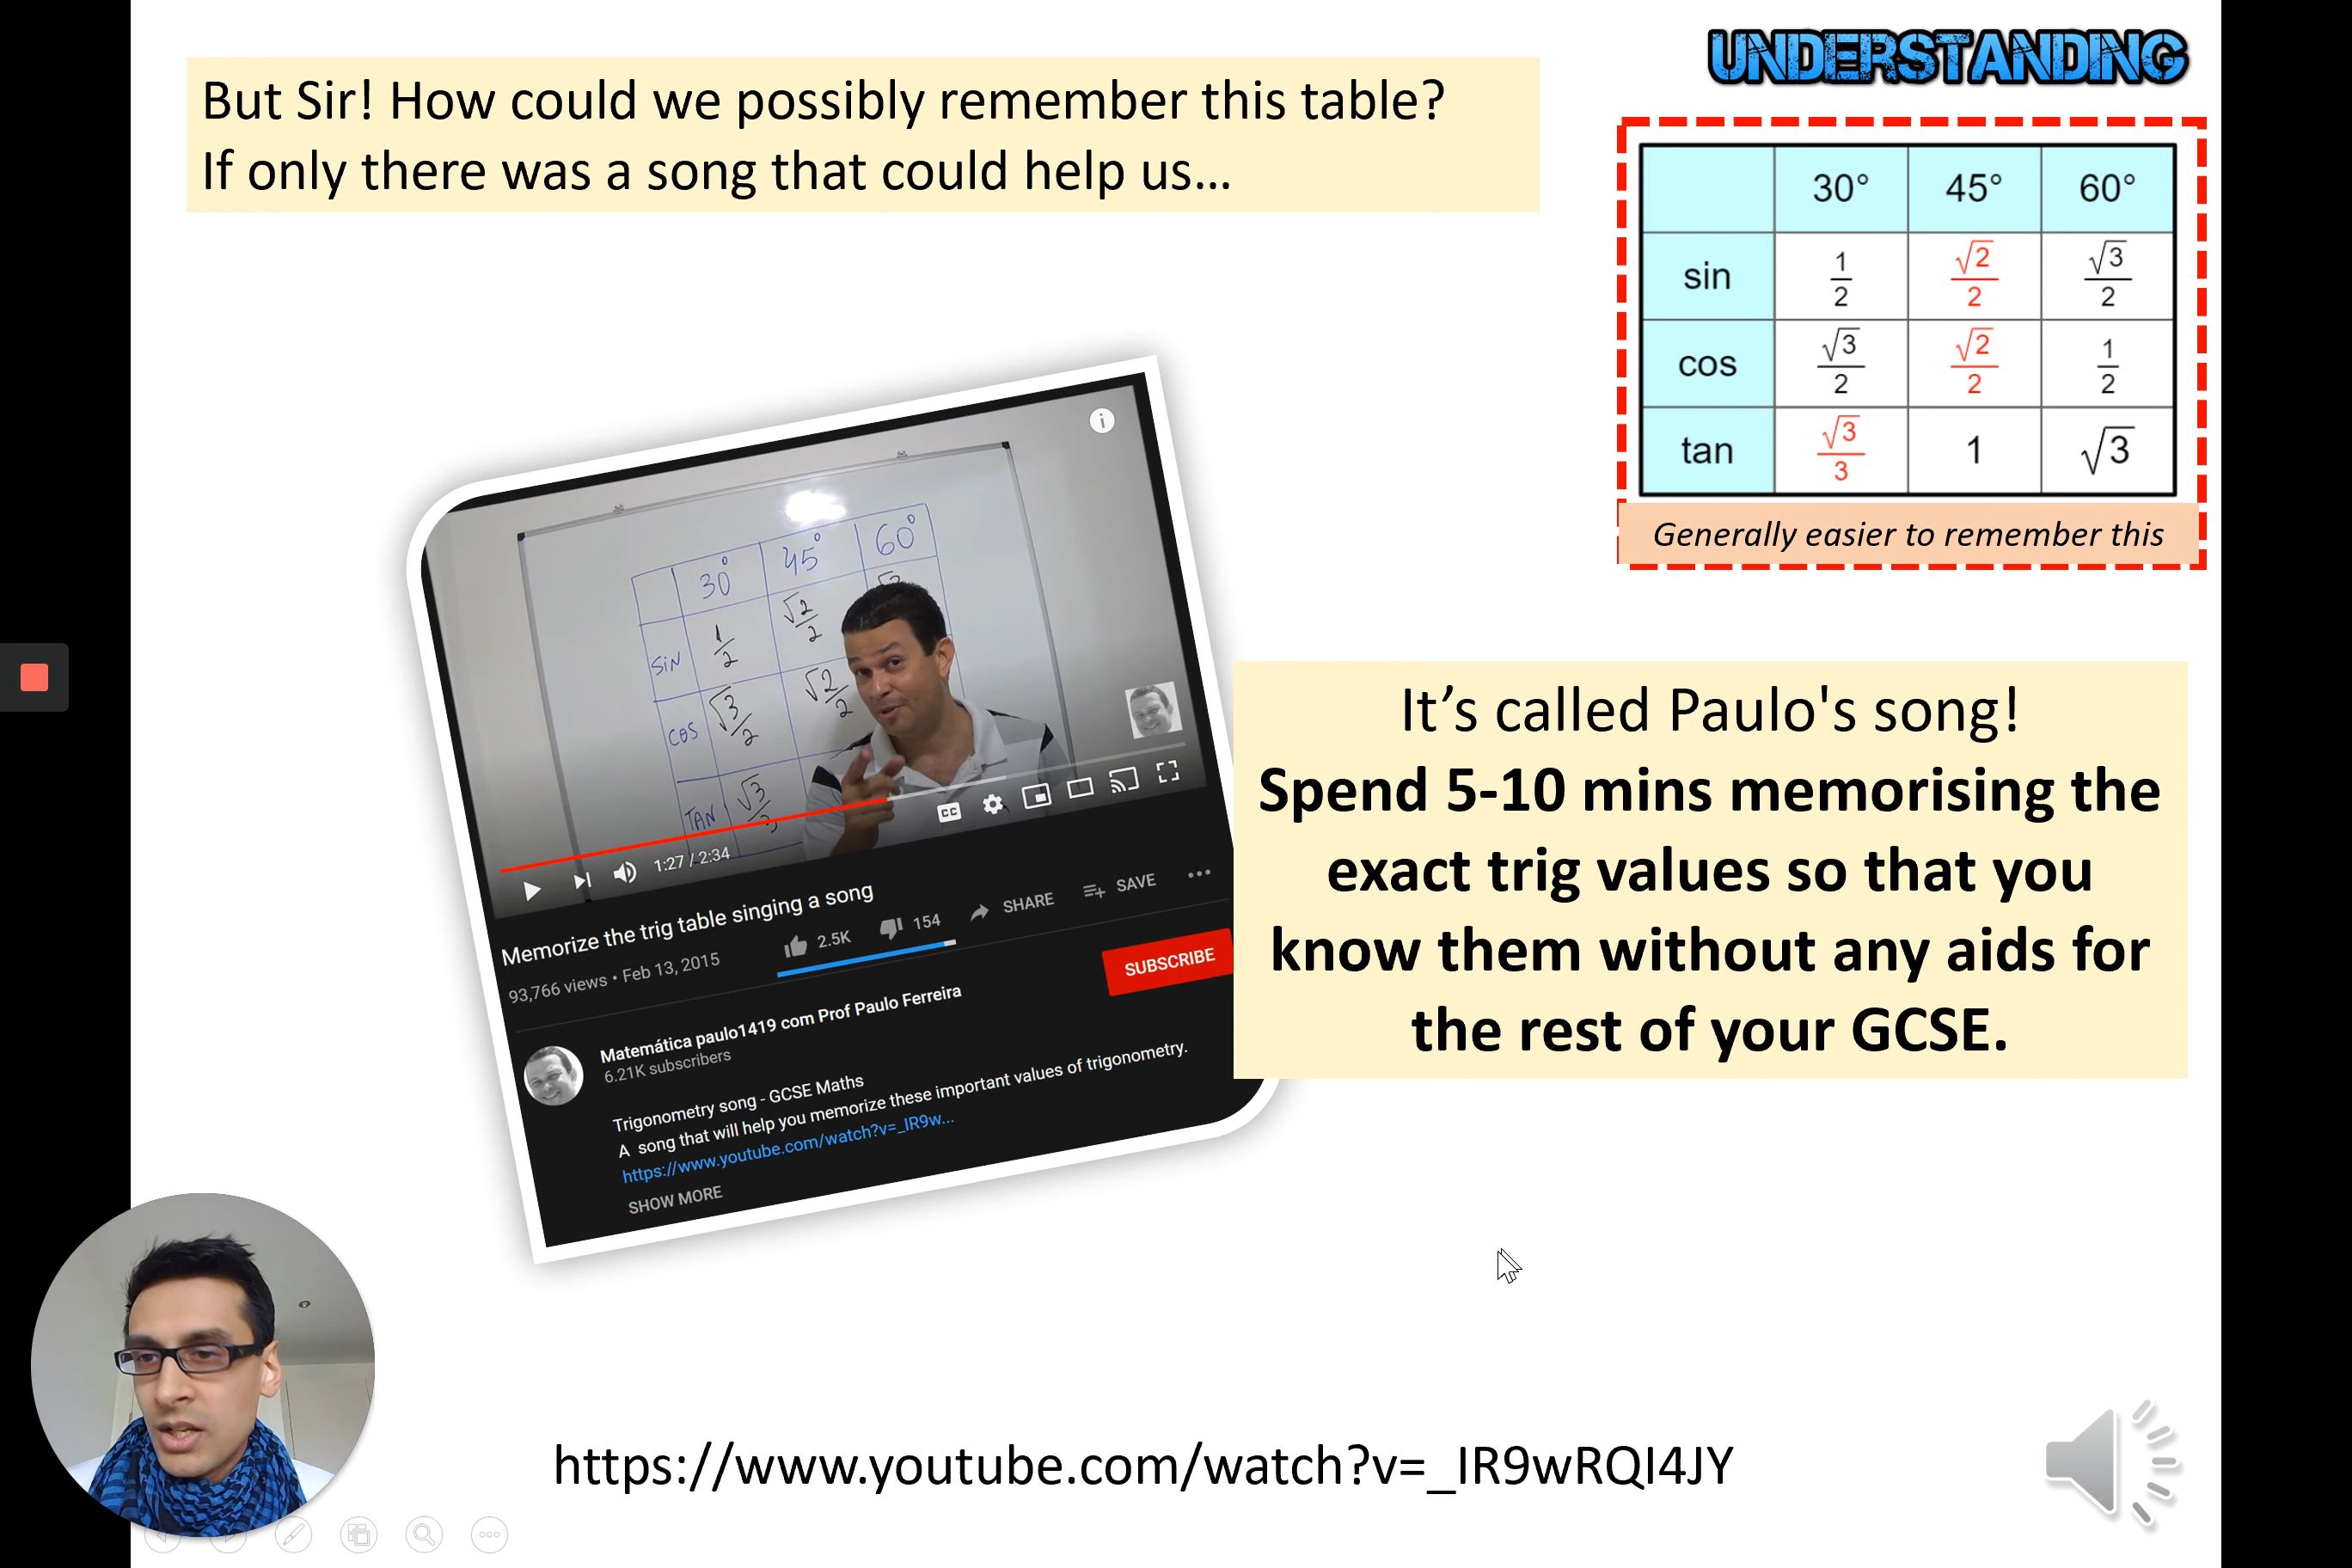 But Sir! How could we possibly remember this table?
If only there was a song that could help us...
UNDERSTANDING
30° 45° 60°
sin 1/2 √2/2 √3/2
cos √3/2 √2/2 1/2
tan √3/3 1 √3
Generally easier to remember this
30° 45° 60°
SIN 1/2 √2/2
COS √3/2 √2/2
TAN √3/3
CC
1:27 / 2:34
Memorize the trig table singing a song
93,766 views • Feb 13, 2015
2.5K 154 SHARE SAVE
SUBSCRIBE
Matemática paulo1419 com Prof Paulo Ferreira
6.21K subscribers
Trigonometry song - GCSE Maths
A song that will help you memorize these important values of trigonometry.
https://www.youtube.com/watch?v=_IR9w...
SHOW MORE
It’s called Paulo's song!
Spend 5-10 mins memorising the
exact trig values so that you
know them without any aids for
the rest of your GCSE.
https://www.youtube.com/watch?v=_IR9wRQI4JY